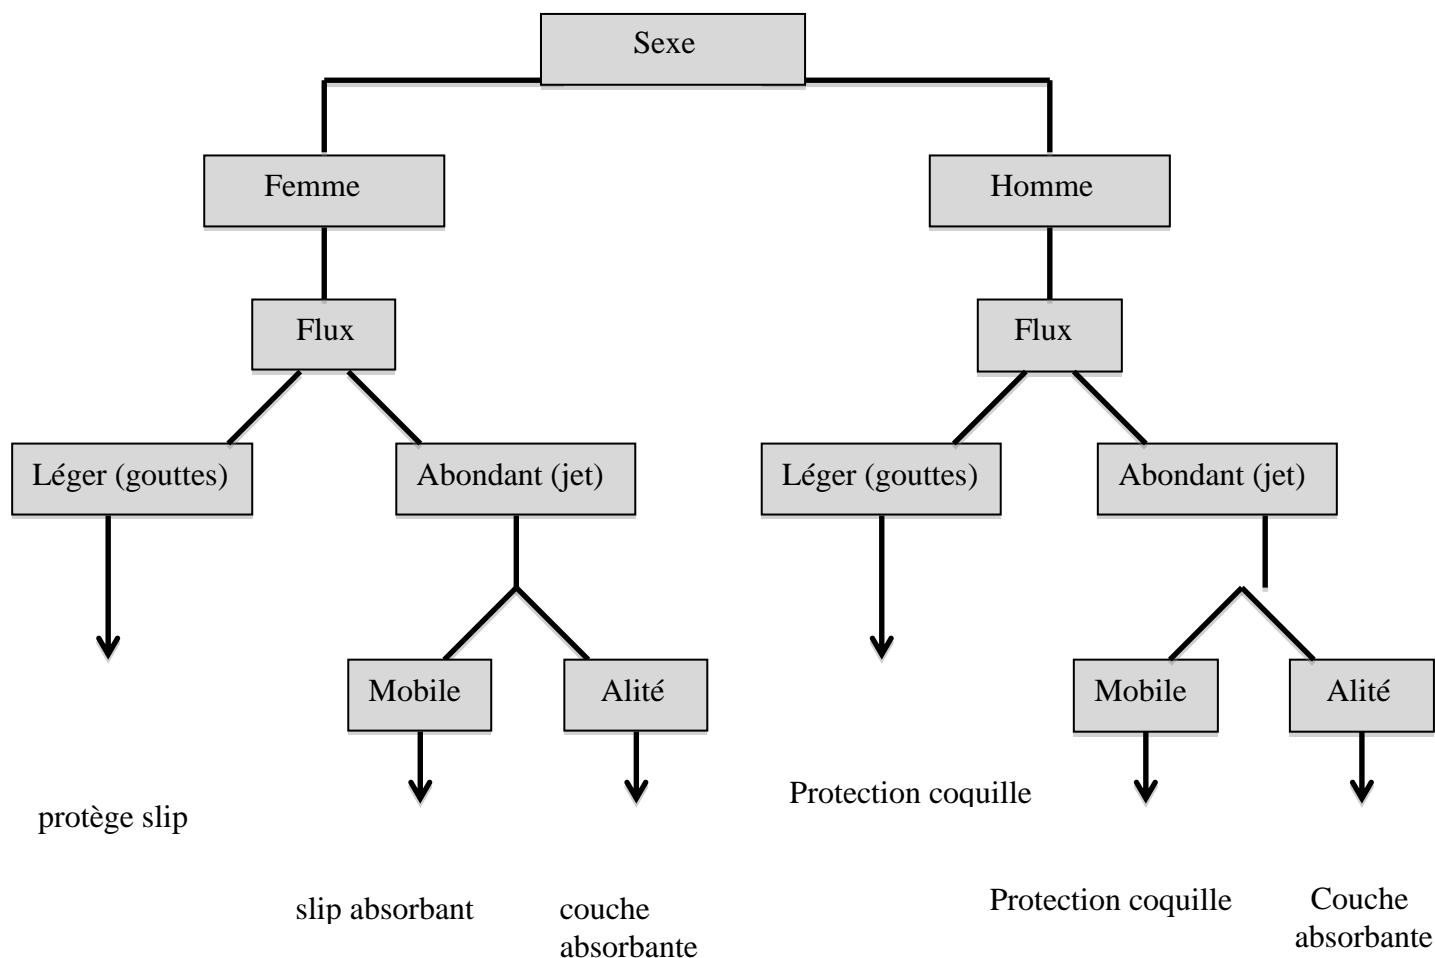 Sexe
Femme
Homme
Flux
Flux
Léger (gouttes)
Abondant (jet)
Léger (gouttes)
Abondant (jet)
Mobile
Alité
Mobile
Alité
protège slip
Protection coquille
slip absorbant
couche
absorbante
Protection coquille
Couche
absorbante